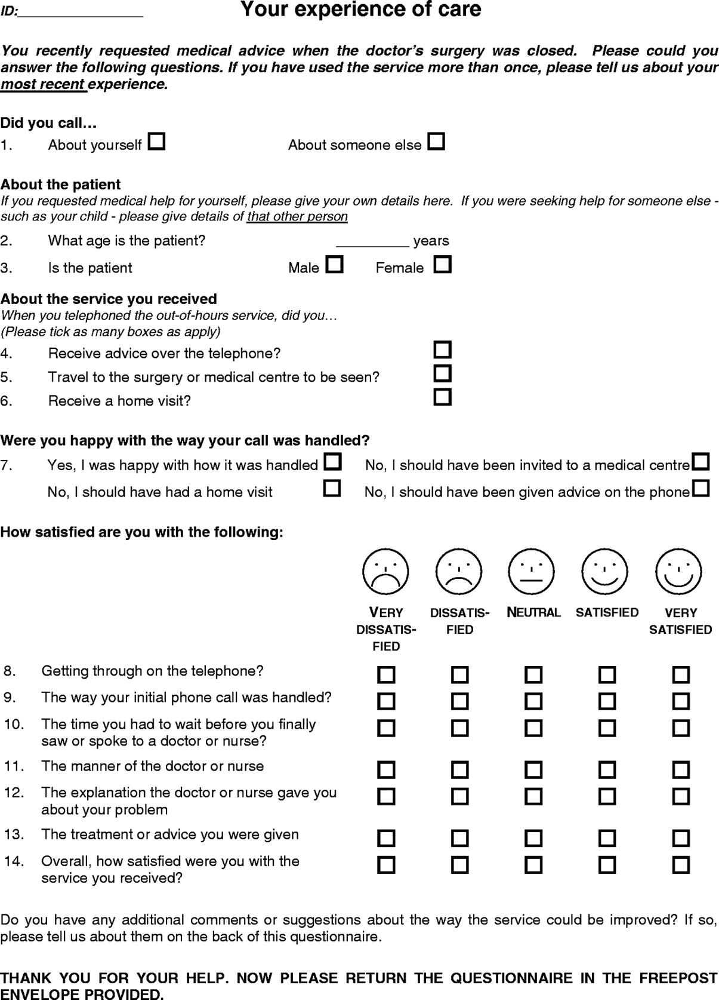 ID:________________ Your experience of care
You recently requested medical advice when the doctor's surgery was closed. Please could you
answer the following questions. If you have used the service more than once, please tell us about your
most recent experience.
Did you call…
1. About yourself About someone else
About the patient
If you requested medical help for yourself, please give your own details here. If you were seeking help for someone else -
such as your child - please give details of that other person
2. What age is the patient? _________ years
3. Is the patient Male Female
About the service you received
When you telephoned the out-of-hours service, did you…
(Please tick as many boxes as apply)
4. Receive advice over the telephone?
5. Travel to the surgery or medical centre to be seen?
6. Receive a home visit?
Were you happy with the way your call was handled?
7. Yes, I was happy with how it was handled No, I should have been invited to a medical centre
No, I should have had a home visit No, I should have been given advice on the phone
How satisfied are you with the following:
VERY DISSATIS- NEUTRAL SATISFIED VERY
DISSATIS- FIED SATISFIED
FIED
8. Getting through on the telephone?
9. The way your initial phone call was handled?
10. The time you had to wait before you finally
saw or spoke to a doctor or nurse?
11. The manner of the doctor or nurse
12. The explanation the doctor or nurse gave you
about your problem
13. The treatment or advice you were given
14. Overall, how satisfied were you with the
service you received?
Do you have any additional comments or suggestions about the way the service could be improved? If so,
please tell us about them on the back of this questionnaire.
THANK YOU FOR YOUR HELP. NOW PLEASE RETURN THE QUESTIONNAIRE IN THE FREEPOST
ENVELOPE PROVIDED.